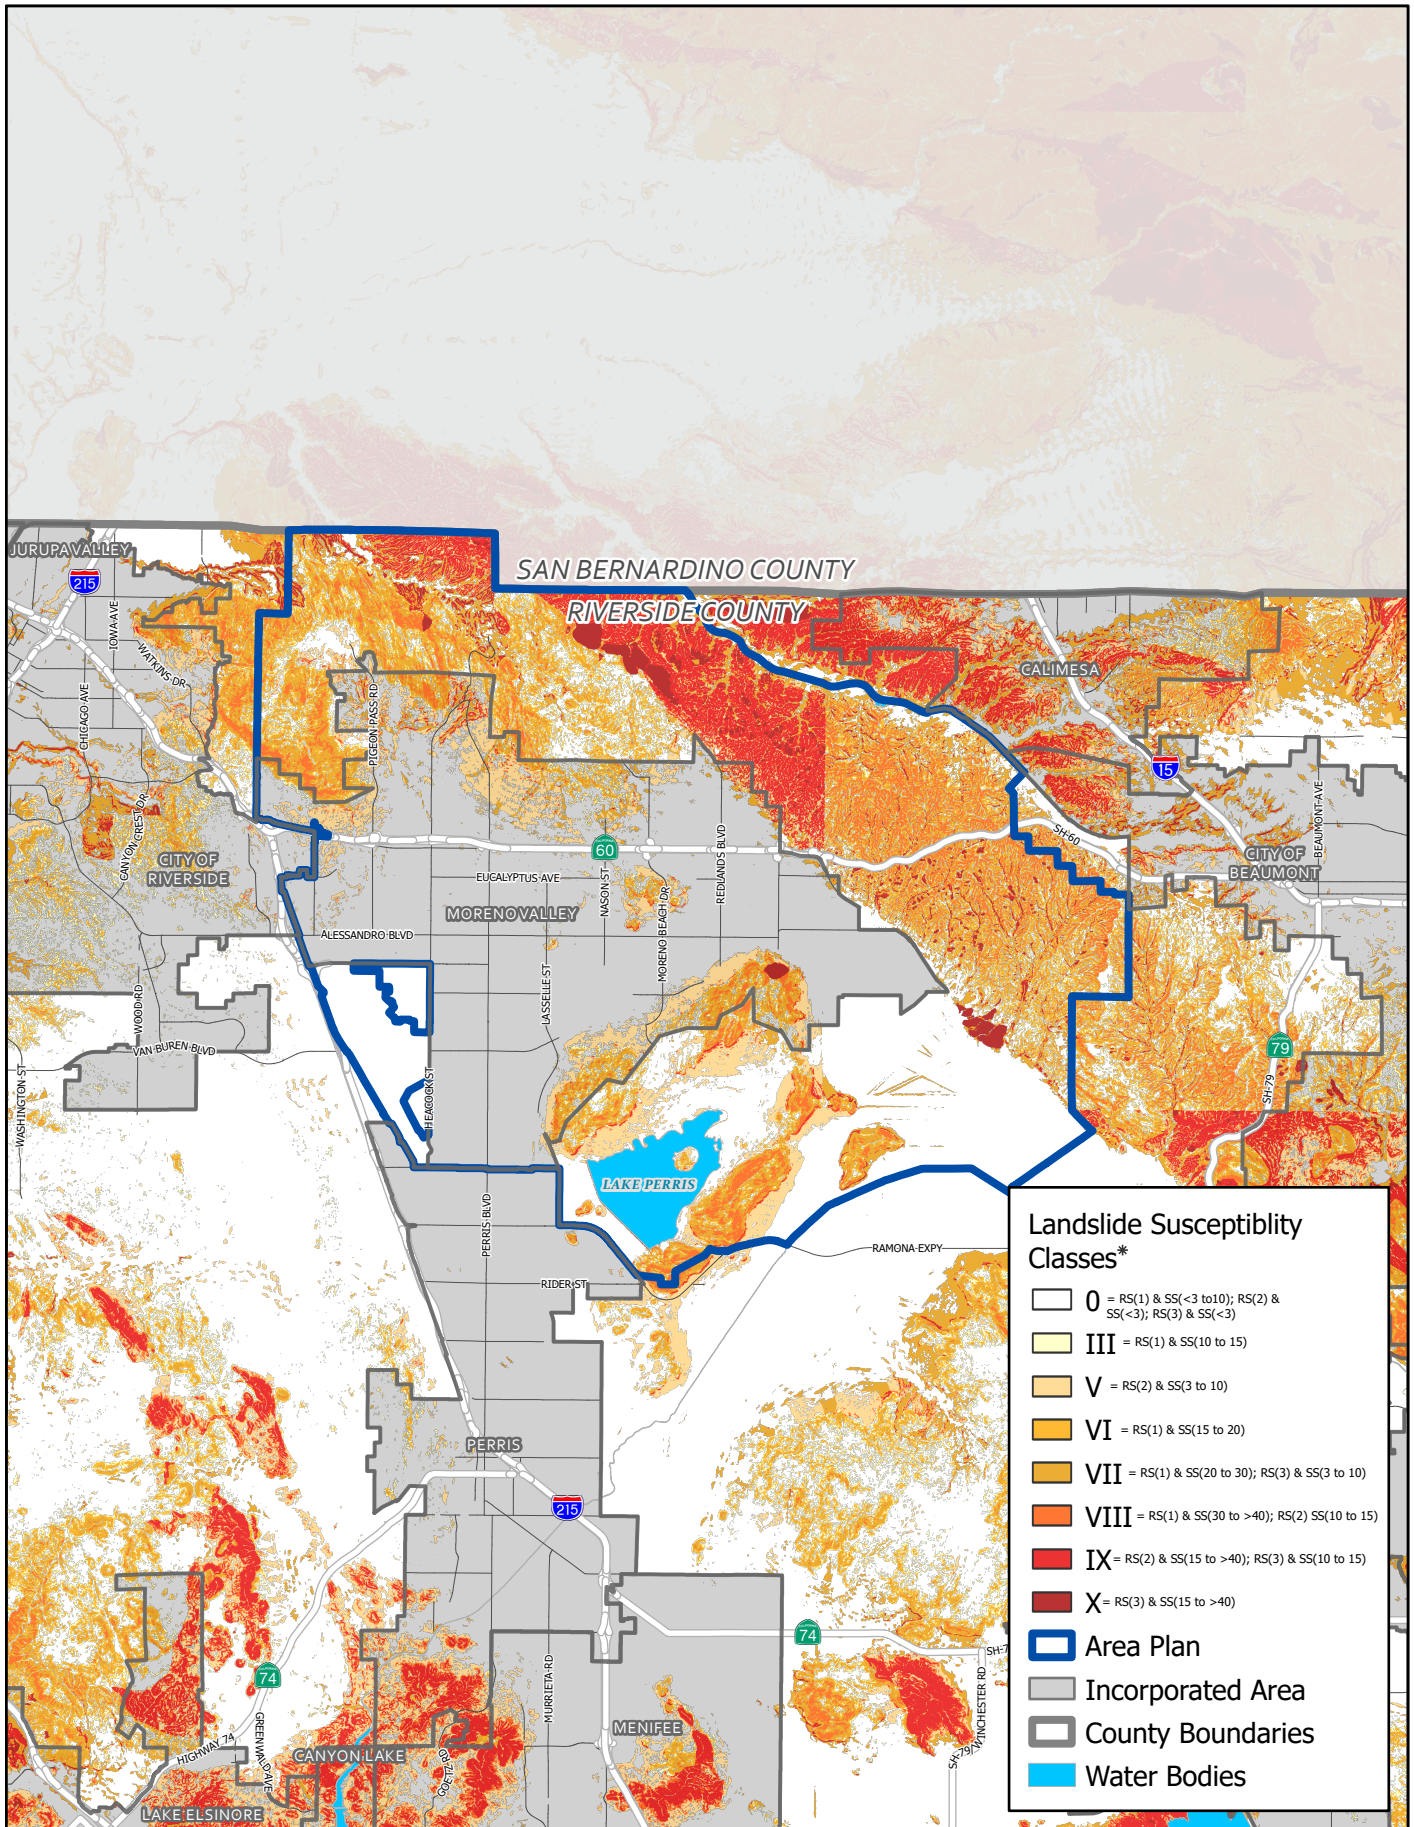 SAN BERNARDINO COUNTY
RIVERSIDE COUNTY
JURUPA VALLEY
215
IOWA AVE
WATKINS DR
CHICAGO AVE
PIGEON PASS RD
CALIMESA
15
CANYON CREST DR
CITY OF
RIVERSIDE
60
SH-60
BEAUMONT AVE
CITY OF
BEAUMONT
EUCALYPTUS AVE
NASON ST
REDLANDS BLVD
MORENO VALLEY
MORENO BEACH DR
ALESSANDRO BLVD
LASSELLE ST
WOOD RD
VAN BUREN BLVD
WASHINGTON ST
HEACOCK ST
79
SH-79
LAKE PERRIS
PERRIS BLVD
RAMONA EXPY
RIDER ST
PERRIS
215
74
SH-7
74
MURRIETA RD
MENIFEE
SH-79
WINCHESTER RD
GREENWALD AVE
HIGHWAY 74
CANYON LAKE
GOETZ RD
LAKE ELSINORE
Landslide Susceptiblity
Classes*
0 = RS(1) & SS(<3 to10); RS(2) &
SS(<3); RS(3) & SS(<3)
III = RS(1) & SS(10 to 15)
V = RS(2) & SS(3 to 10)
VI = RS(1) & SS(15 to 20)
VII = RS(1) & SS(20 to 30); RS(3) & SS(3 to 10)
VIII = RS(1) & SS(30 to >40); RS(2) SS(10 to 15)
IX = RS(2) & SS(15 to >40); RS(3) & SS(10 to 15)
X = RS(3) & SS(15 to >40)
Area Plan
Incorporated Area
County Boundaries
Water Bodies